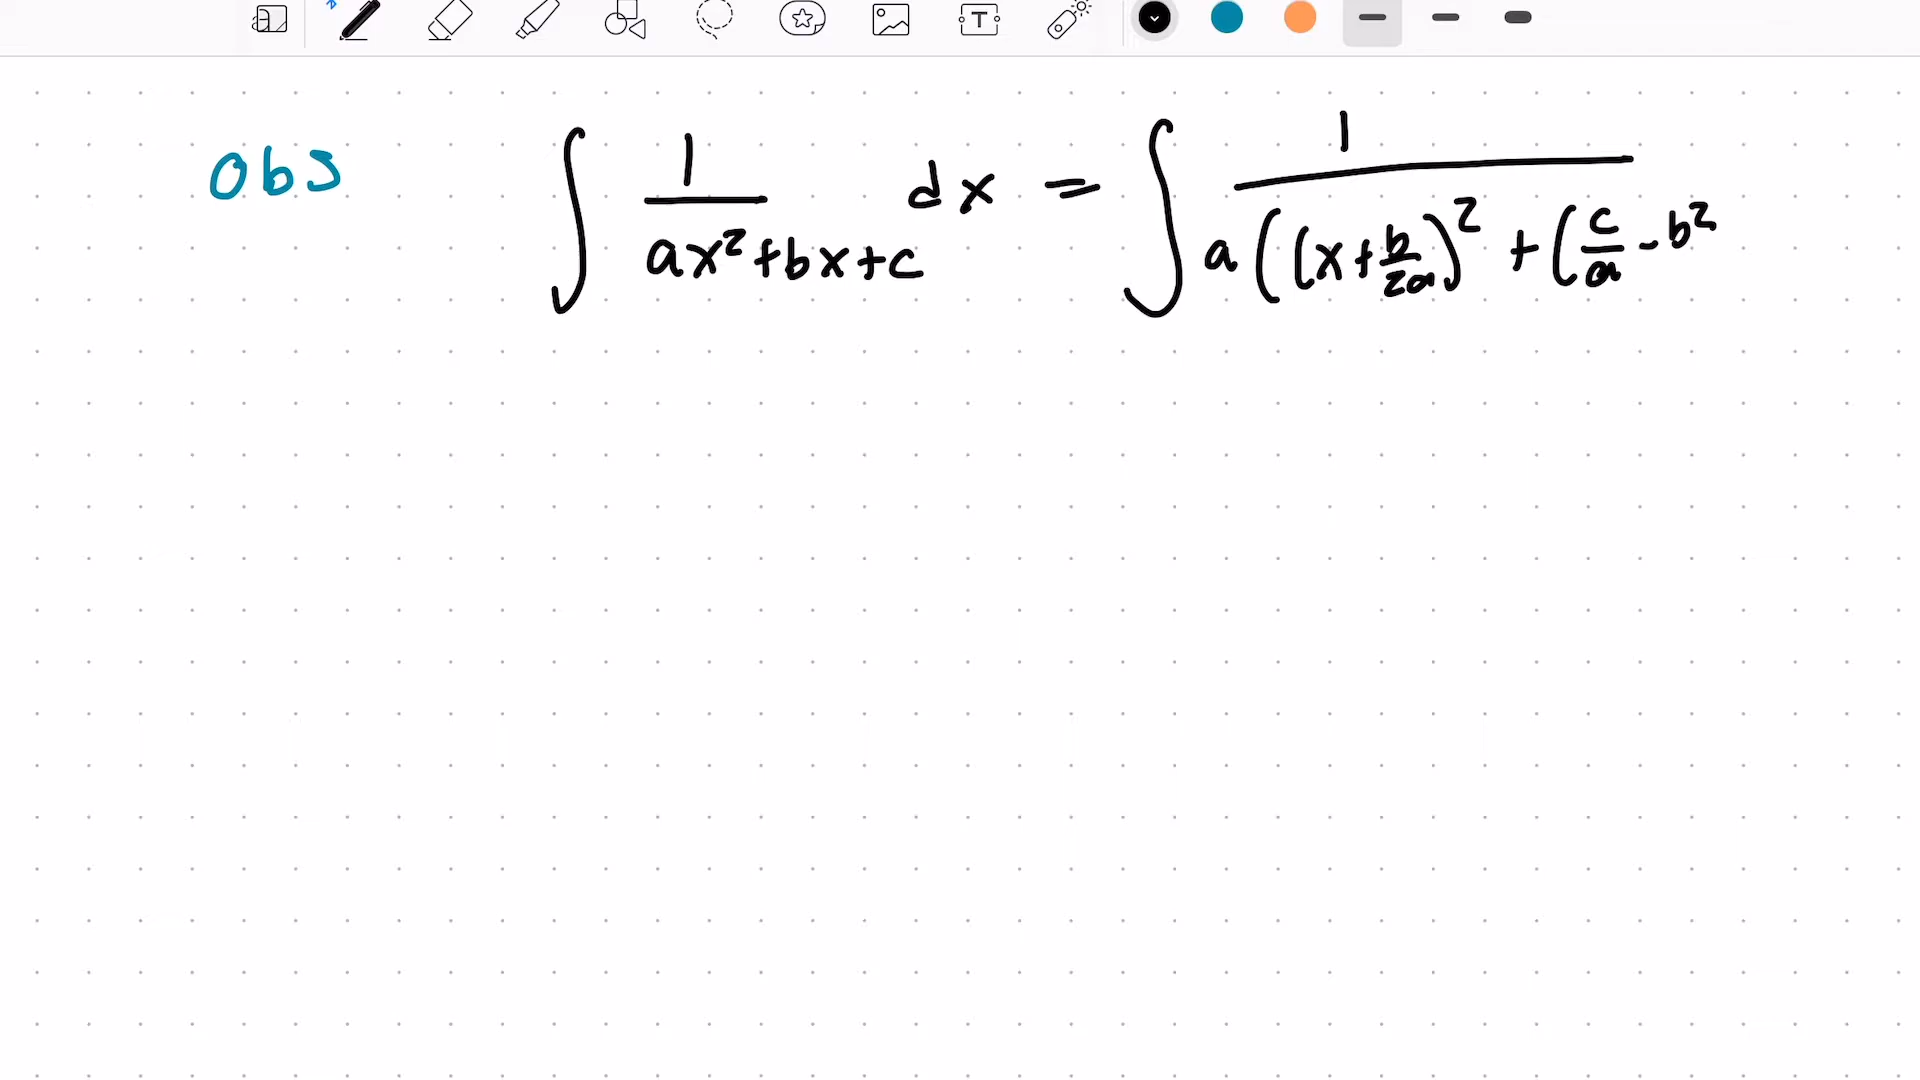 Obs ∫ 1/(ax²+bx+c) dx = ∫ 1/(a((x+b/2a)² + (c/a - b²